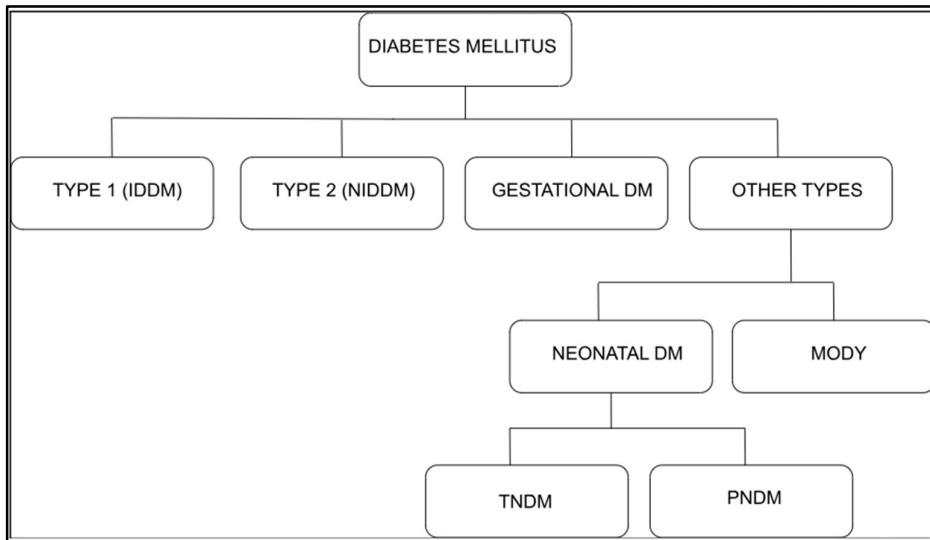 DIABETES MELLITUS
TYPE 1 (IDDM)
TYPE 2 (NIDDM)
GESTATIONAL DM
OTHER TYPES
NEONATAL DM
MODY
TNDM
PNDM